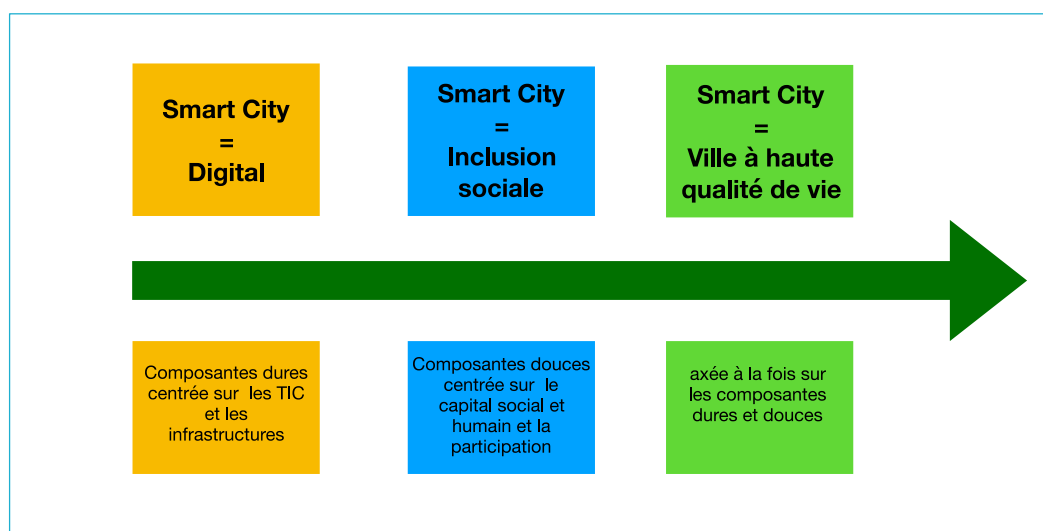 Smart City
=
Digital
Smart City
=
Inclusion
sociale
Smart City
=
Ville à haute
qualité de vie
Composantes dures
centrée sur les TIC
et les
infrastructures
Composantes douces
centrée sur le
capital social et
humain et la
participation
axée à la fois sur
les composantes
dures et douces